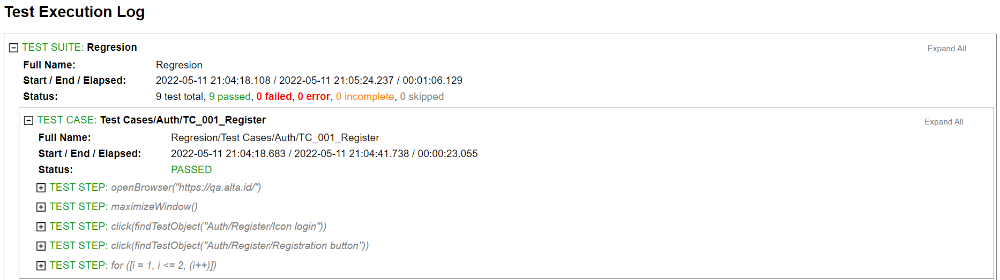 Test Execution Log
TEST SUITE: Regresion Expand All
Full Name: Regresion
Start / End / Elapsed: 2022-05-11 21:04:18.108 / 2022-05-11 21:05:24.237 / 00:01:06.129
Status: 9 test total, 9 passed, 0 failed, 0 error, 0 incomplete, 0 skipped
TEST CASE: Test Cases/Auth/TC_001_Register Expand All
Full Name: Regresion/Test Cases/Auth/TC_001_Register
Start / End / Elapsed: 2022-05-11 21:04:18.683 / 2022-05-11 21:04:41.738 / 00:00:23.055
Status: PASSED
TEST STEP: openBrowser("https://qa.alta.id/")
TEST STEP: maximizeWindow()
TEST STEP: click(findTestObject("Auth/Register/Icon login"))
TEST STEP: click(findTestObject("Auth/Register/Registration button"))
TEST STEP: for ([i = 1, i <= 2, (i++)])